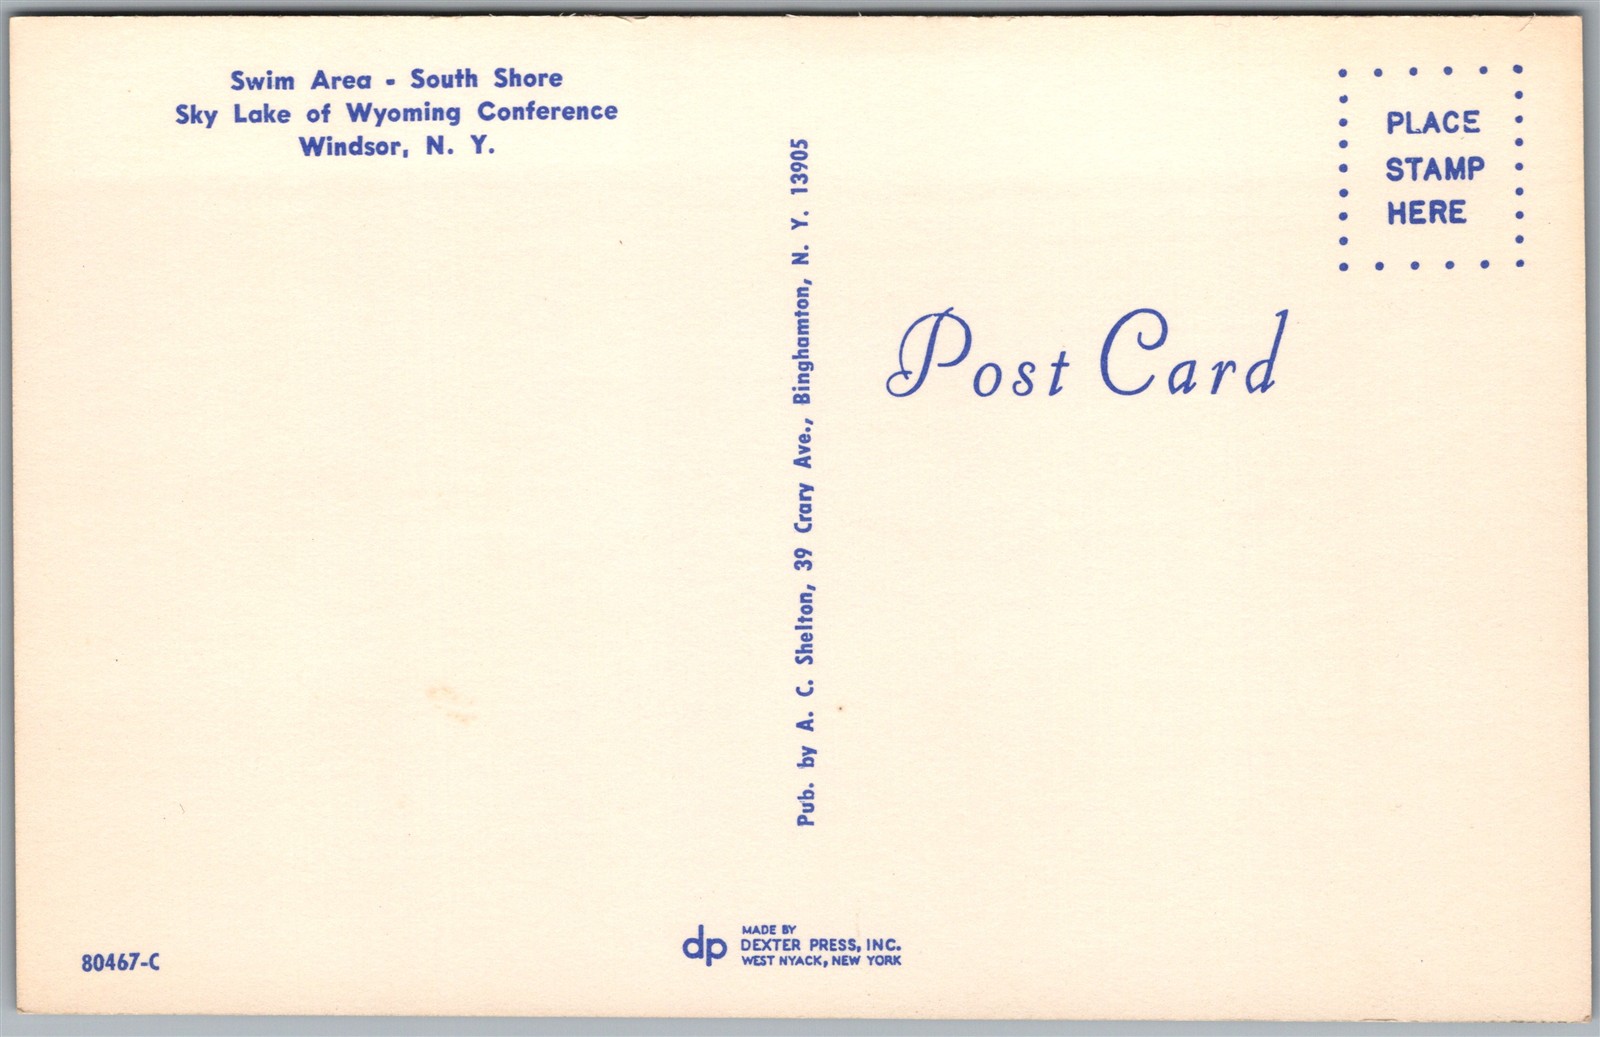 Swim Area - South Shore
Sky Lake of Wyoming Conference
Windsor, N. Y.
PLACE
STAMP
HERE
Post Card
Pub. by A. C. Shelton, 39 Crary Ave., Binghamton, N. Y. 13905
80467-C
dp
MADE BY
DEXTER PRESS, INC.
WEST NYACK, NEW YORK